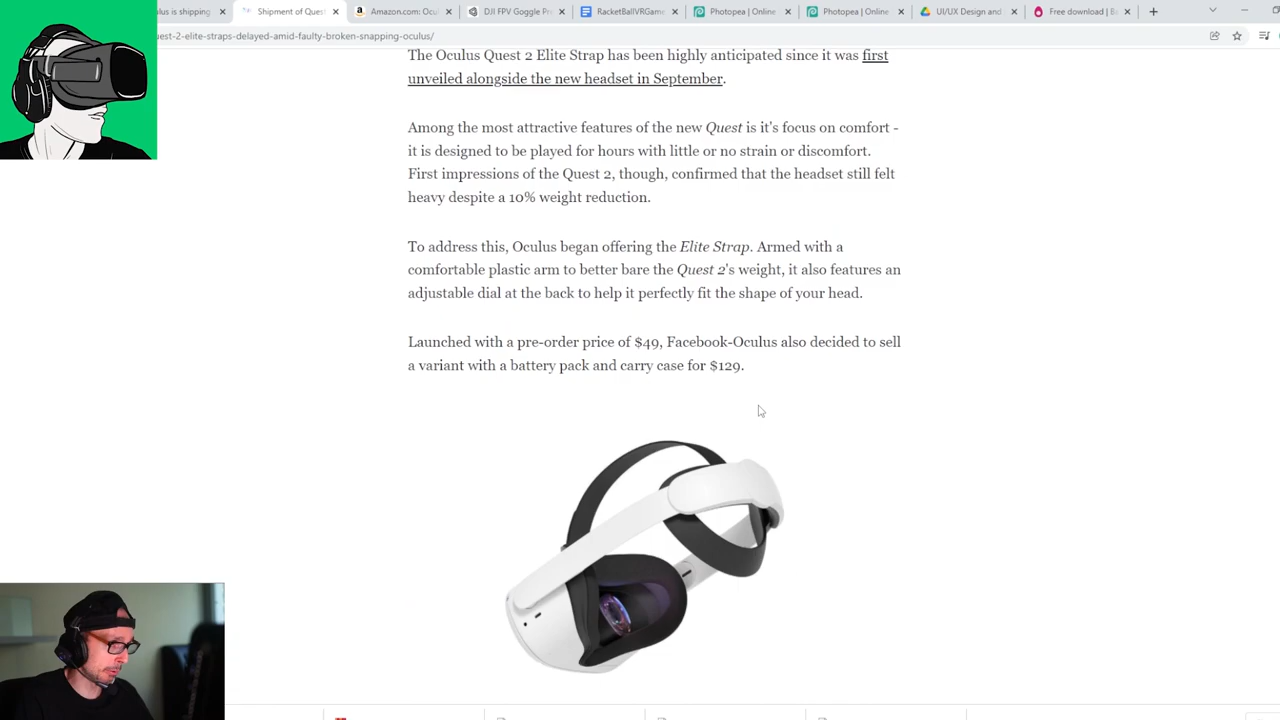 culus is shipping
Shipment of Ques
Amazon.com: Ocu
DJI FPV Goggle Pr
RacketBallVRGame
Photopea | Online
Photopea | Online
UI/UX Design and
Free download | B
est-2-elite-straps-delayed-amid-faulty-broken-snapping-oculus/
The Oculus Quest 2 Elite Strap has been highly anticipated since it was first
unveiled alongside the new headset in September.
Among the most attractive features of the new Quest is it's focus on comfort -
it is designed to be played for hours with little or no strain or discomfort.
First impressions of the Quest 2, though, confirmed that the headset still felt
heavy despite a 10% weight reduction.
To address this, Oculus began offering the Elite Strap. Armed with a
comfortable plastic arm to better bare the Quest 2's weight, it also features an
adjustable dial at the back to help it perfectly fit the shape of your head.
Launched with a pre-order price of $49, Facebook-Oculus also decided to sell
a variant with a battery pack and carry case for $129.